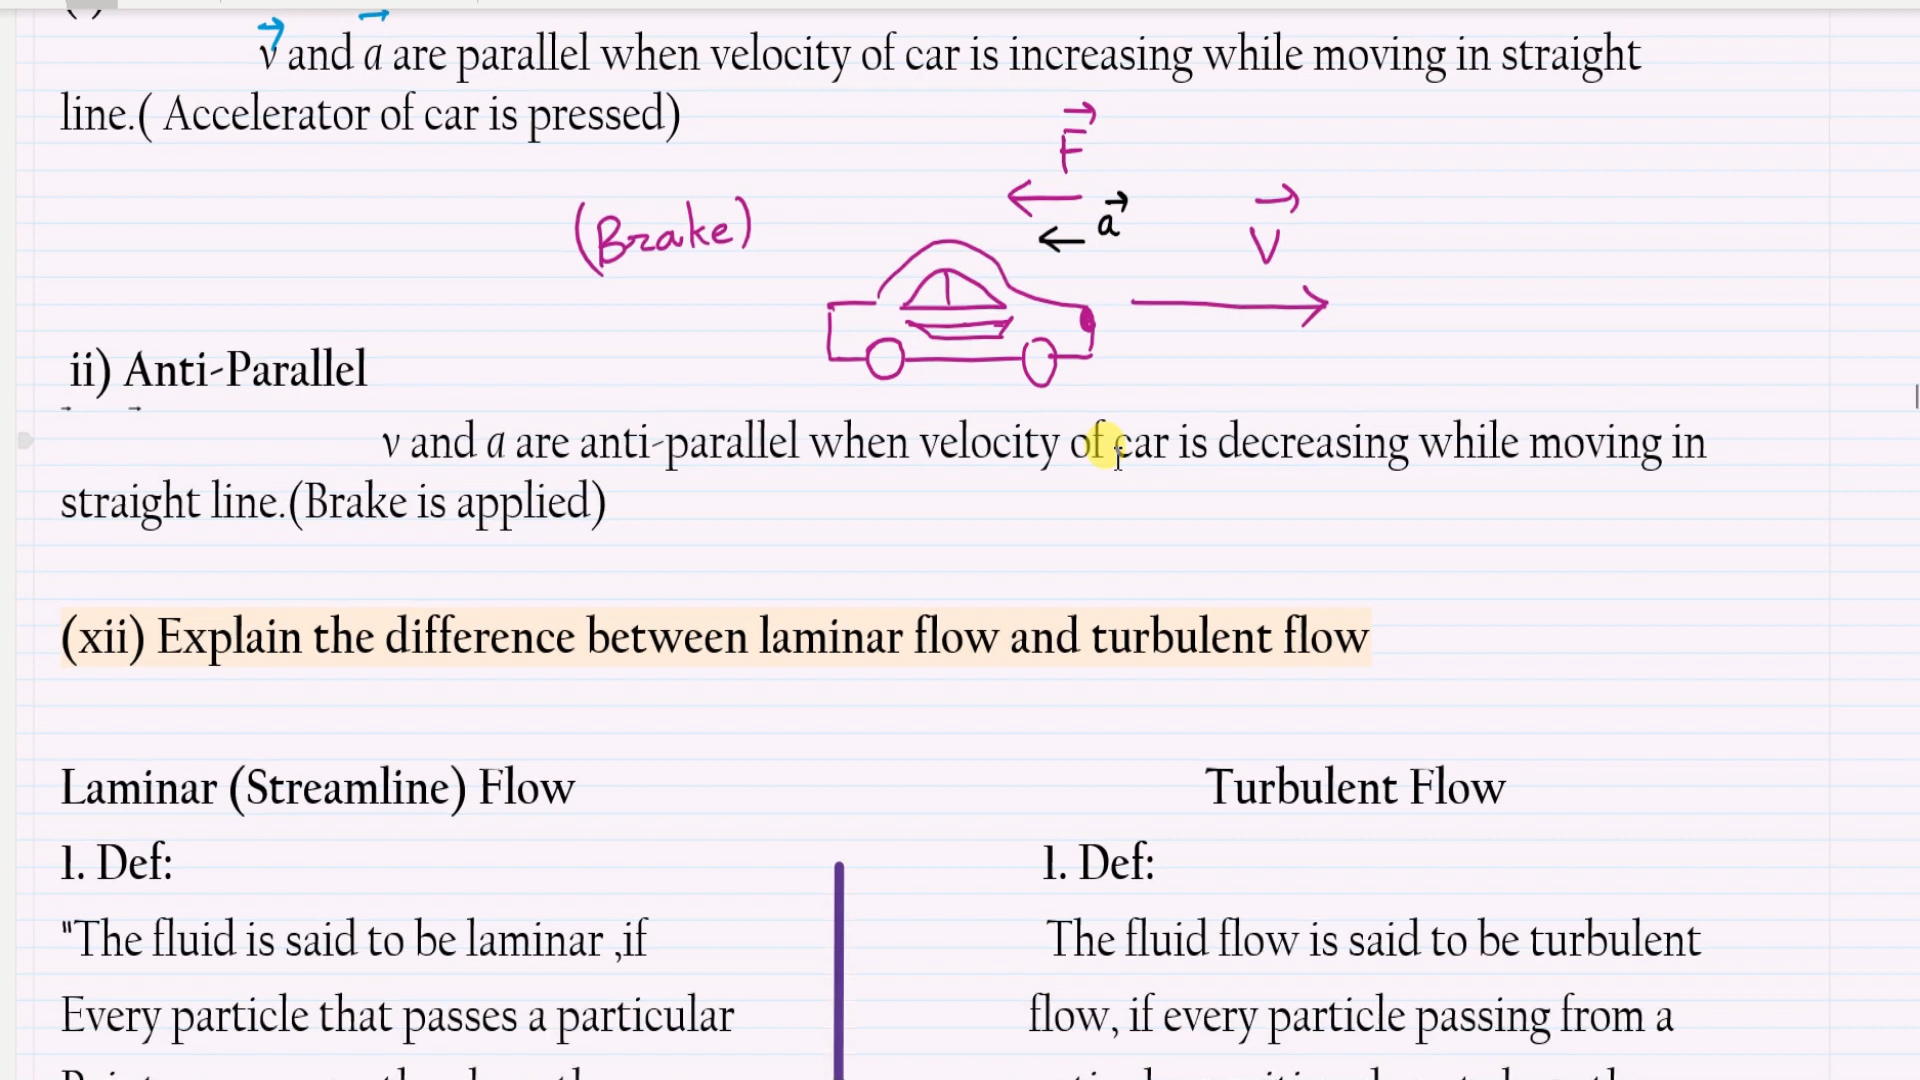 v and a are parallel when velocity of car is increasing while moving in straight
line.( Accelerator of car is pressed)
F
a
(Brake)
V
ii) Anti-Parallel
v and a are anti-parallel when velocity of car is decreasing while moving in
straight line.(Brake is applied)
(xii) Explain the difference between laminar flow and turbulent flow
Laminar (Streamline) Flow
Turbulent Flow
1. Def:
1. Def:
"The fluid is said to be laminar ,if
The fluid flow is said to be turbulent
Every particle that passes a particular
flow, if every particle passing from a